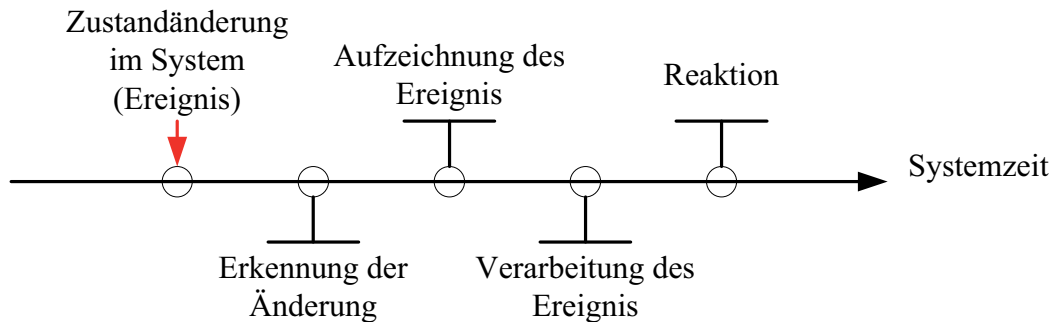 Zustandänderung
im System
(Ereignis)
Aufzeichnung des
Ereignis
Reaktion
Systemzeit
Erkennung der
Änderung
Verarbeitung des
Ereignis